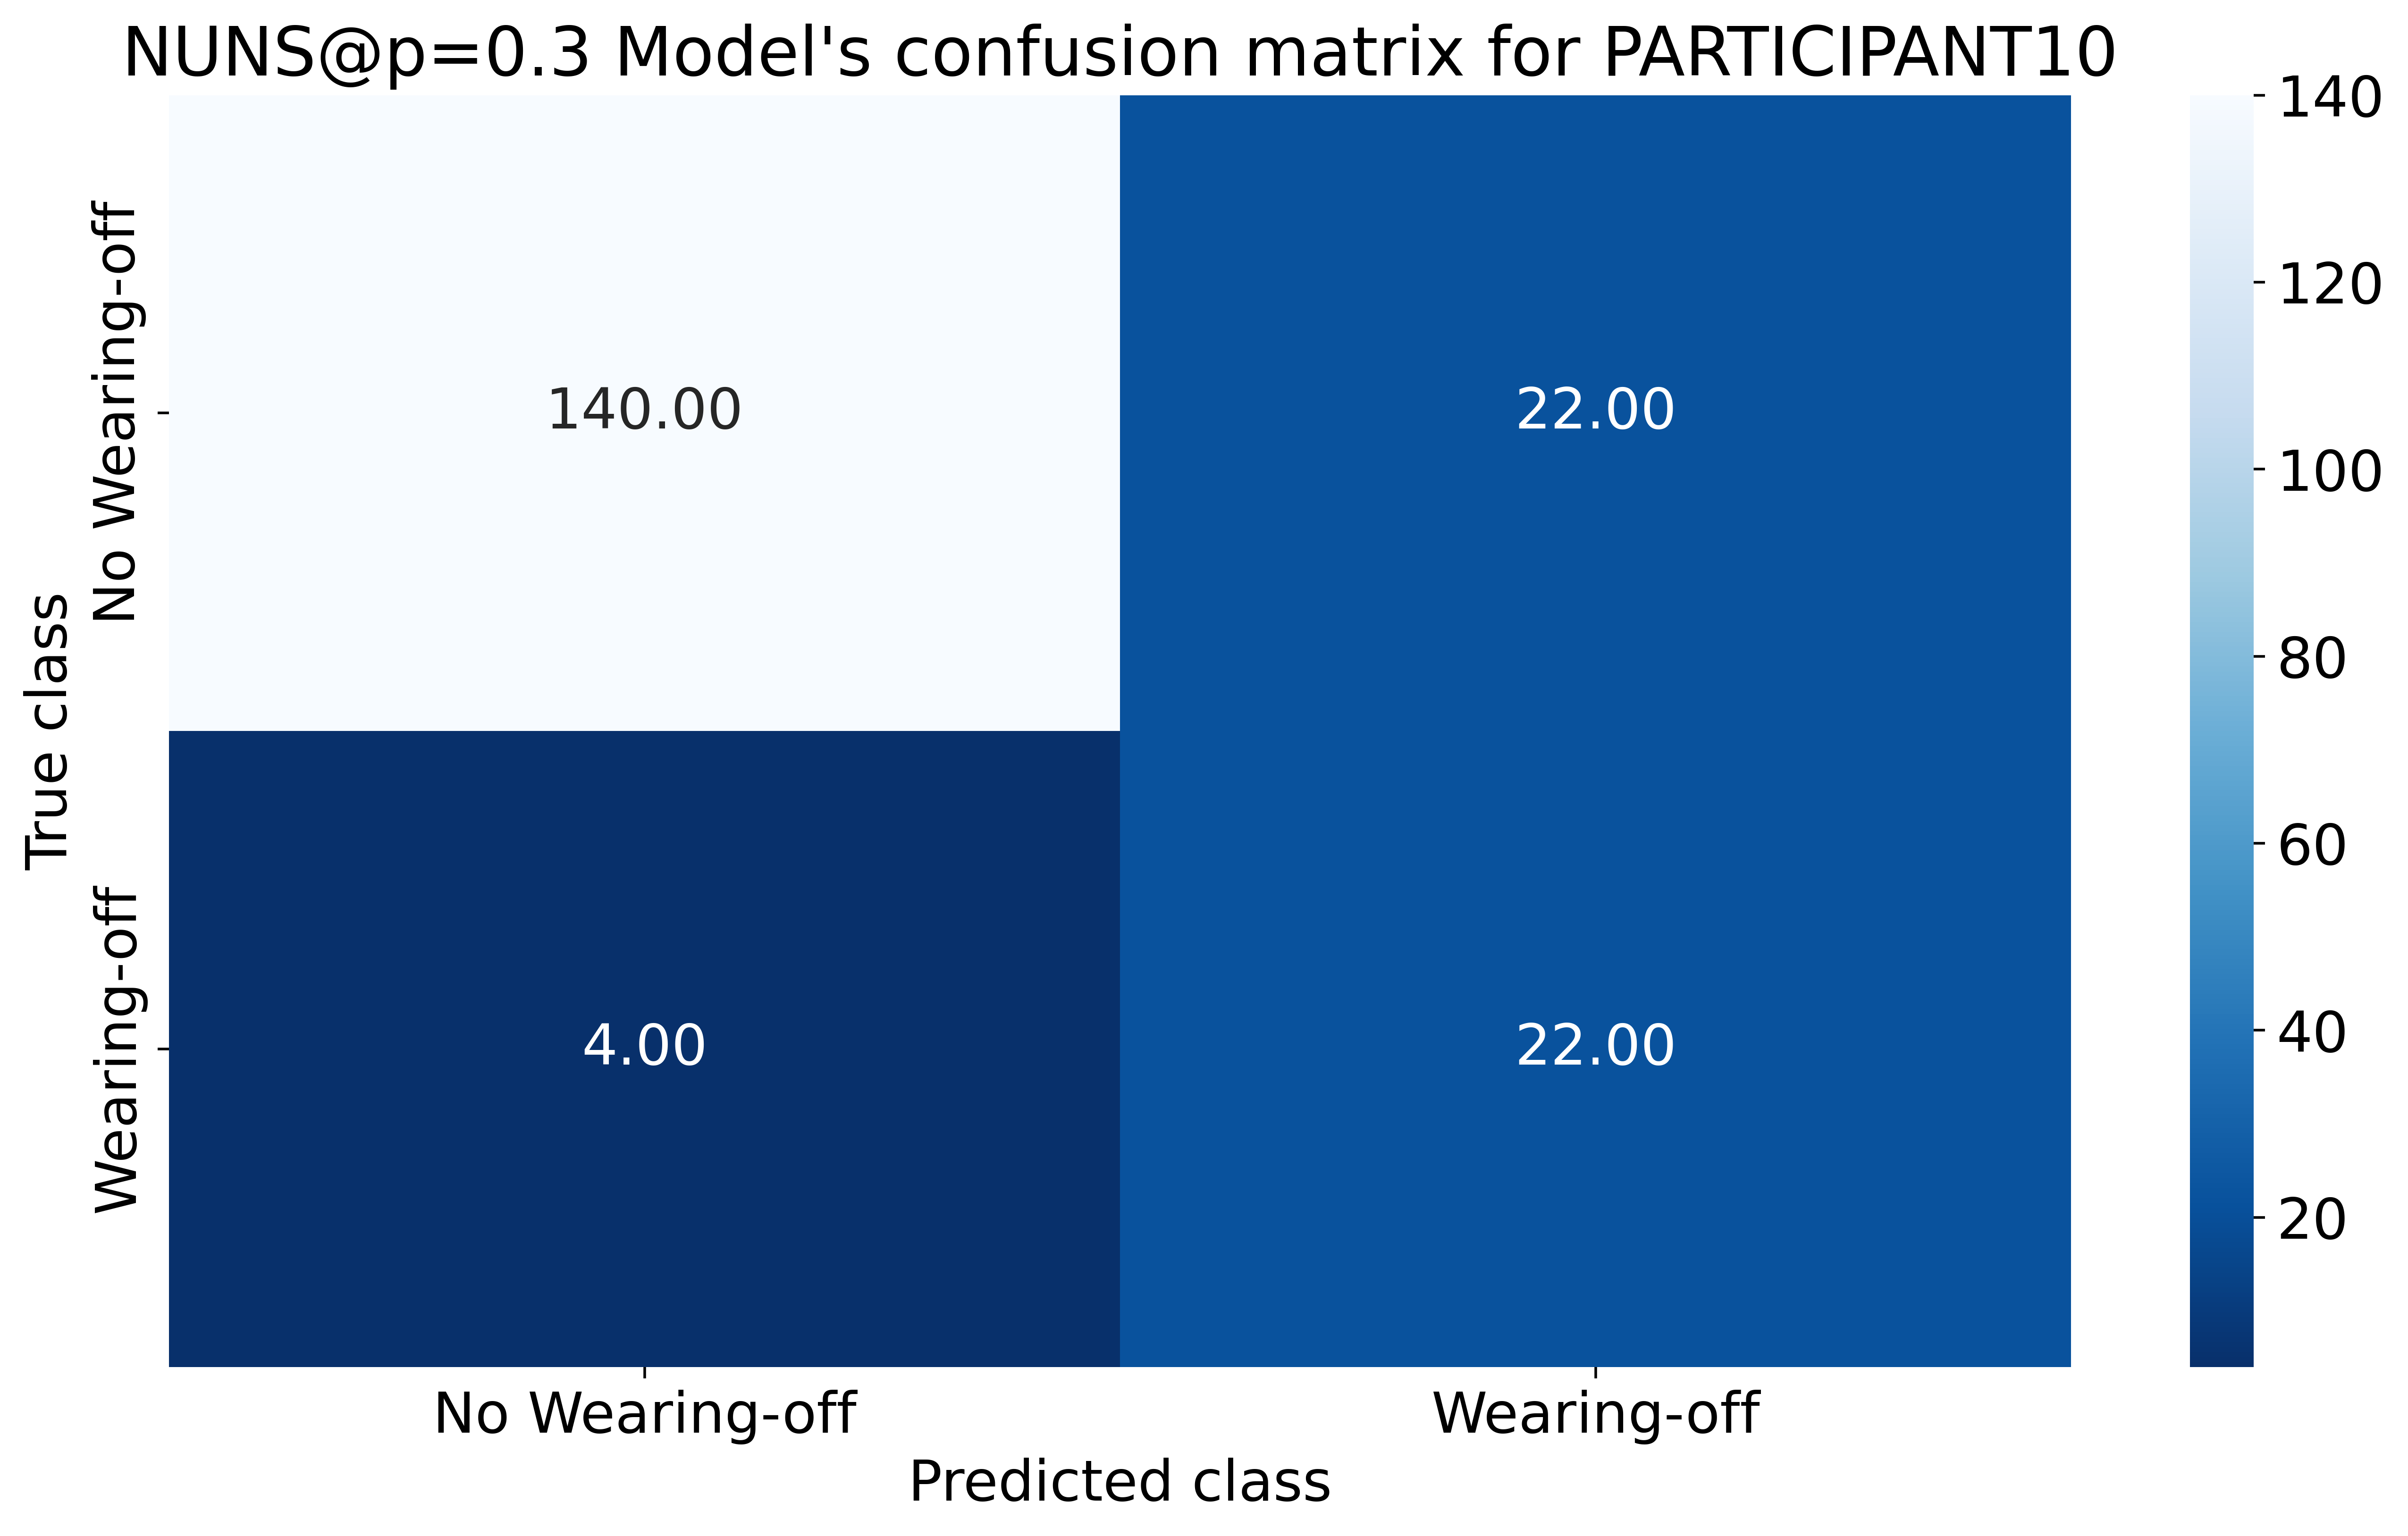 NUNS@p=0.3 Model's confusion matrix for PARTICIPANT10
True class
No Wearing-off
Wearing-off
140.00
22.00
4.00
22.00
No Wearing-off
Wearing-off
Predicted class
140
120
100
80
60
40
20